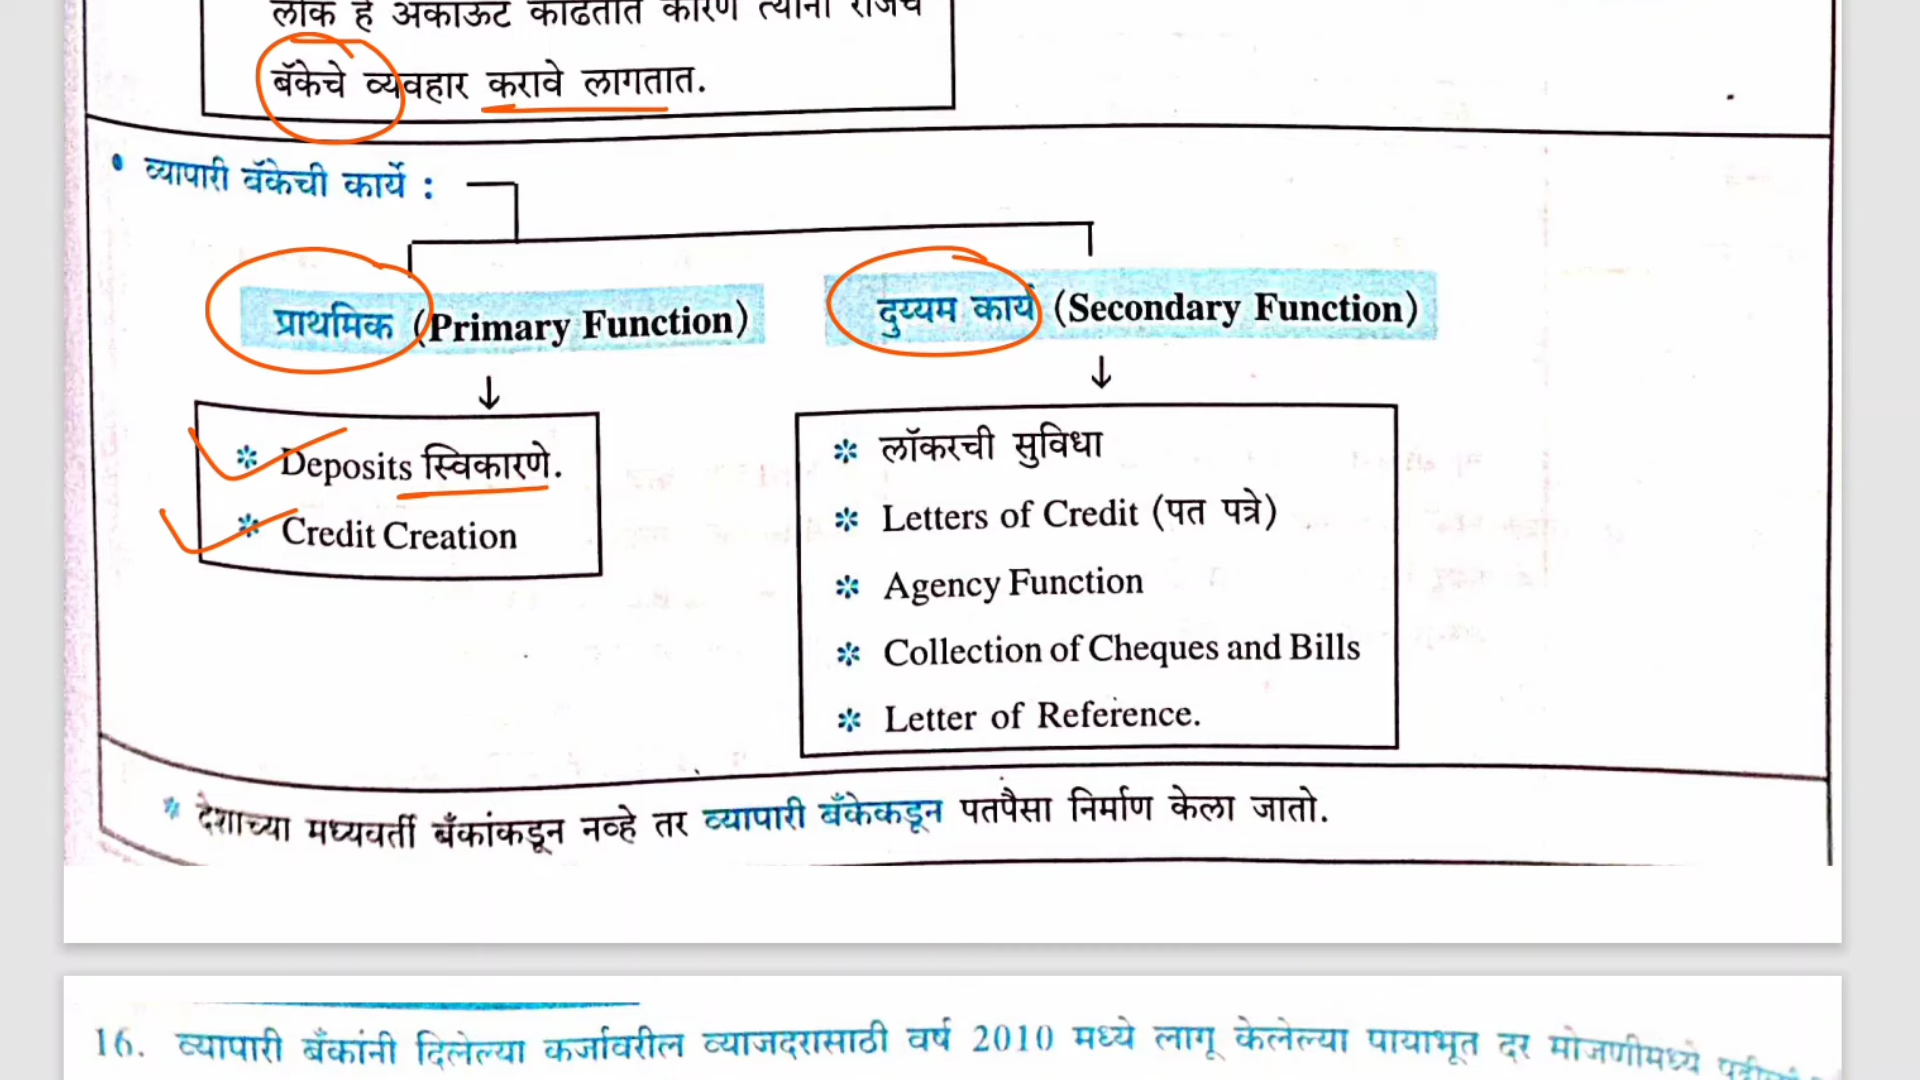 लोक हे अकाऊंट काढतात कारण त्यांना रोजचे
बॅकेचे व्यवहार करावे लागतात.
• व्यापारी बॅकेची कार्ये :
प्राथमिक (Primary Function)
दुय्यम कार्य (Secondary Function)
* Deposits स्विकारणे.
* Credit Creation
* लॉकरची सुविधा
* Letters of Credit (पत पत्रे)
* Agency Function
* Collection of Cheques and Bills
* Letter of Reference.
* देशाच्या मध्यवर्ती बँकांकडून नव्हे तर व्यापारी बँकेकडून पतपैसा निर्माण केला जातो.
16. व्यापारी बँकांनी दिलेल्या कर्जावरील व्याजदरासाठी वर्ष 2010 मध्ये लागू केलेल्या पायाभूत दर मोजणीमध्ये